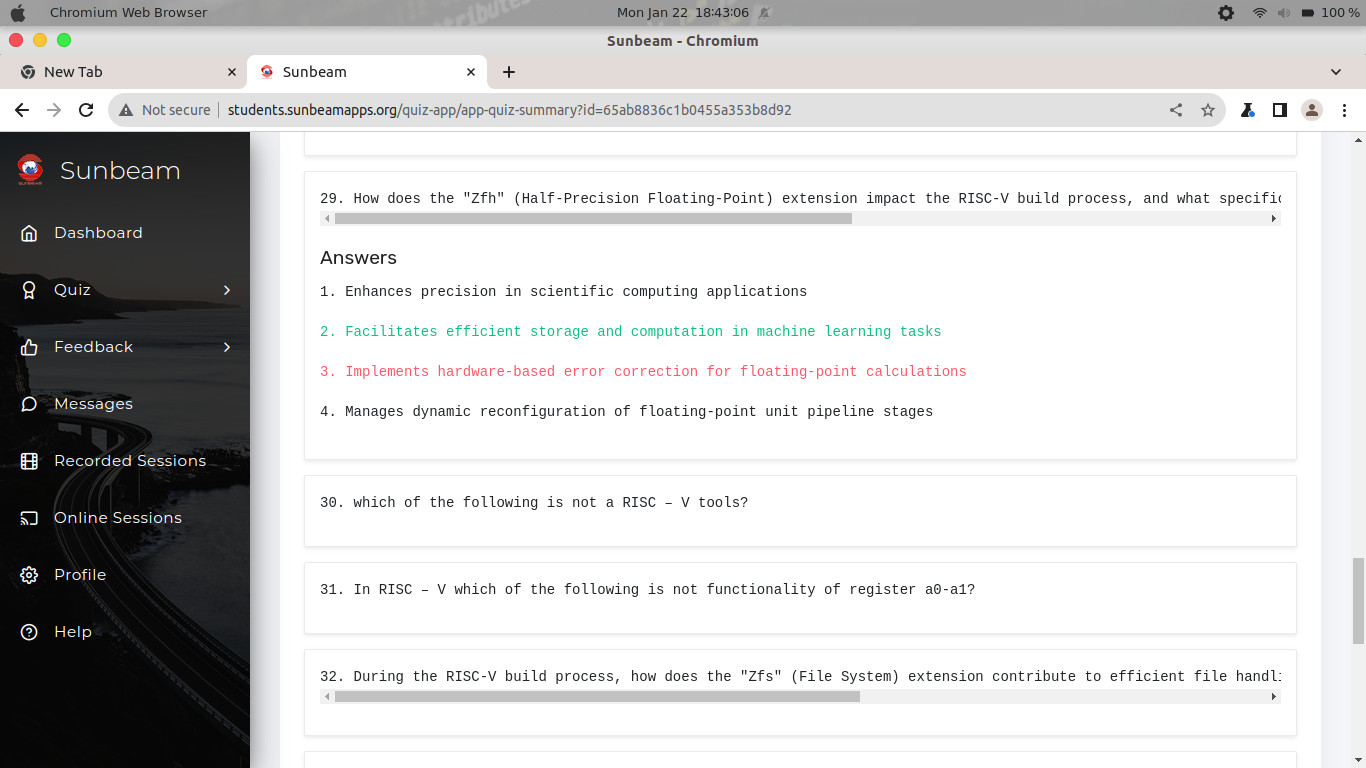 Chromium Web Browser
Mon Jan 22 18:43:06
100 %
Sunbeam - Chromium
New Tab
Sunbeam
Not secure
students.sunbeamapps.org/quiz-app/app-quiz-summary?id=65ab8836c1b0455a353b8d92
Sunbeam
Dashboard
Quiz
Feedback
Messages
Recorded Sessions
Online Sessions
Profile
Help
29. How does the "Zfh" (Half-Precision Floating-Point) extension impact the RISC-V build process, and what specific
Answers
1. Enhances precision in scientific computing applications
2. Facilitates efficient storage and computation in machine learning tasks
3. Implements hardware-based error correction for floating-point calculations
4. Manages dynamic reconfiguration of floating-point unit pipeline stages
30. which of the following is not a RISC – V tools?
31. In RISC – V which of the following is not functionality of register a0-a1?
32. During the RISC-V build process, how does the "Zfs" (File System) extension contribute to efficient file